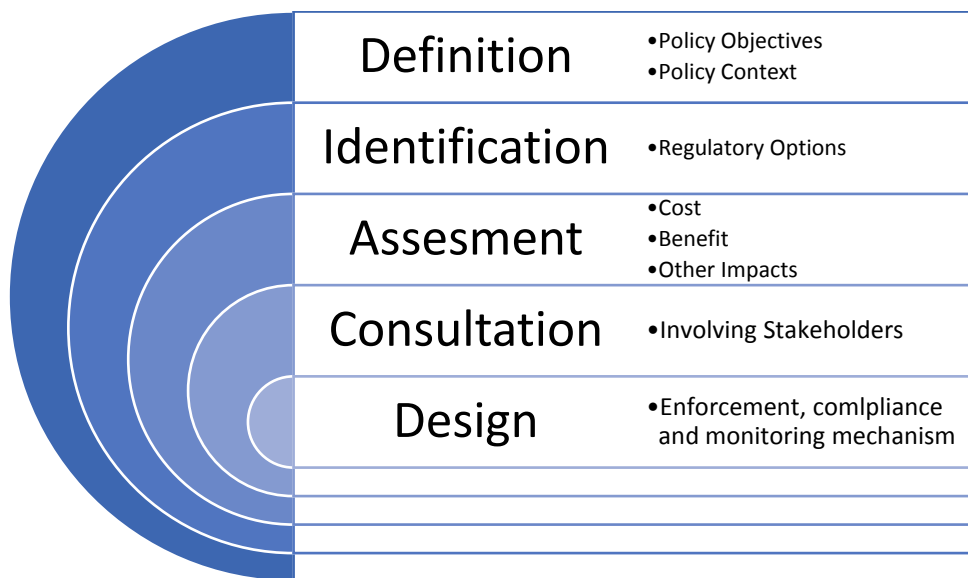 Definition
•Policy Objectives
•Policy Context
Identification
•Regulatory Options
Assesment
•Cost
•Benefit
•Other Impacts
Consultation
•Involving Stakeholders
Design
•Enforcement, comlpliance
and monitoring mechanism